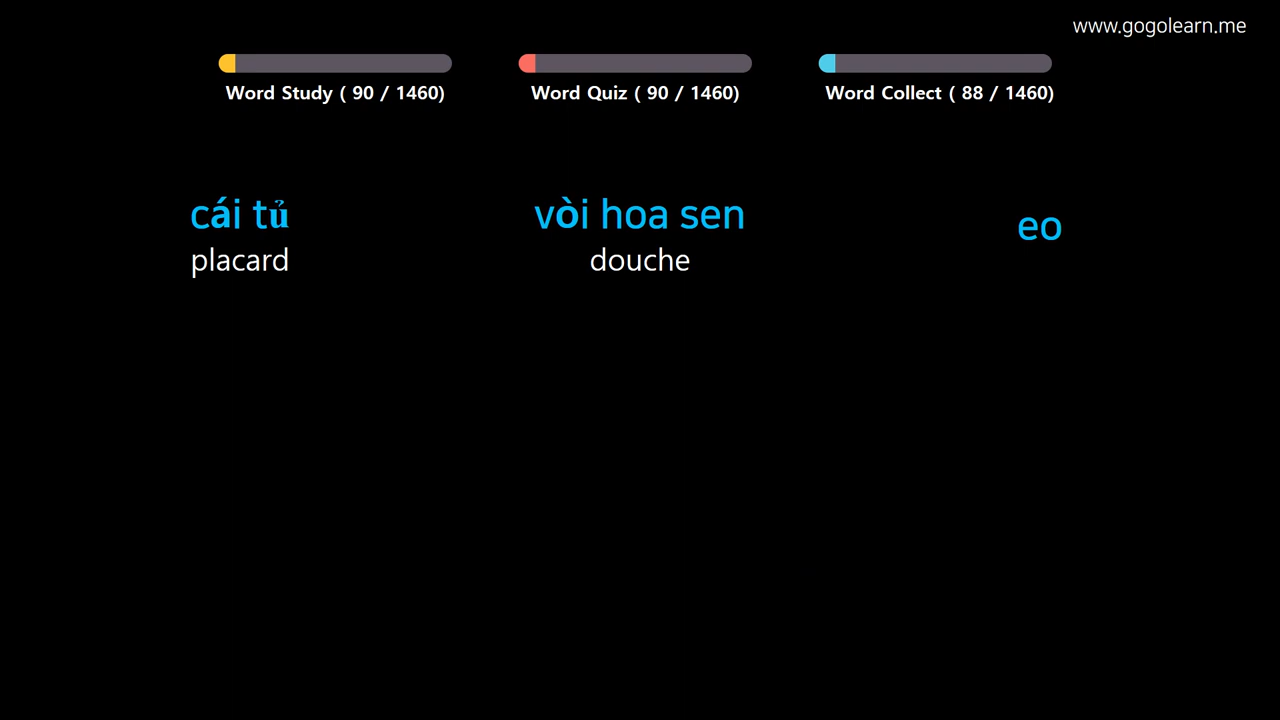 www.gogolearn.me
Word Study ( 90 / 1460)
Word Quiz ( 90 / 1460)
Word Collect ( 88 / 1460)
cái tủ
placard
vòi hoa sen
douche
eo